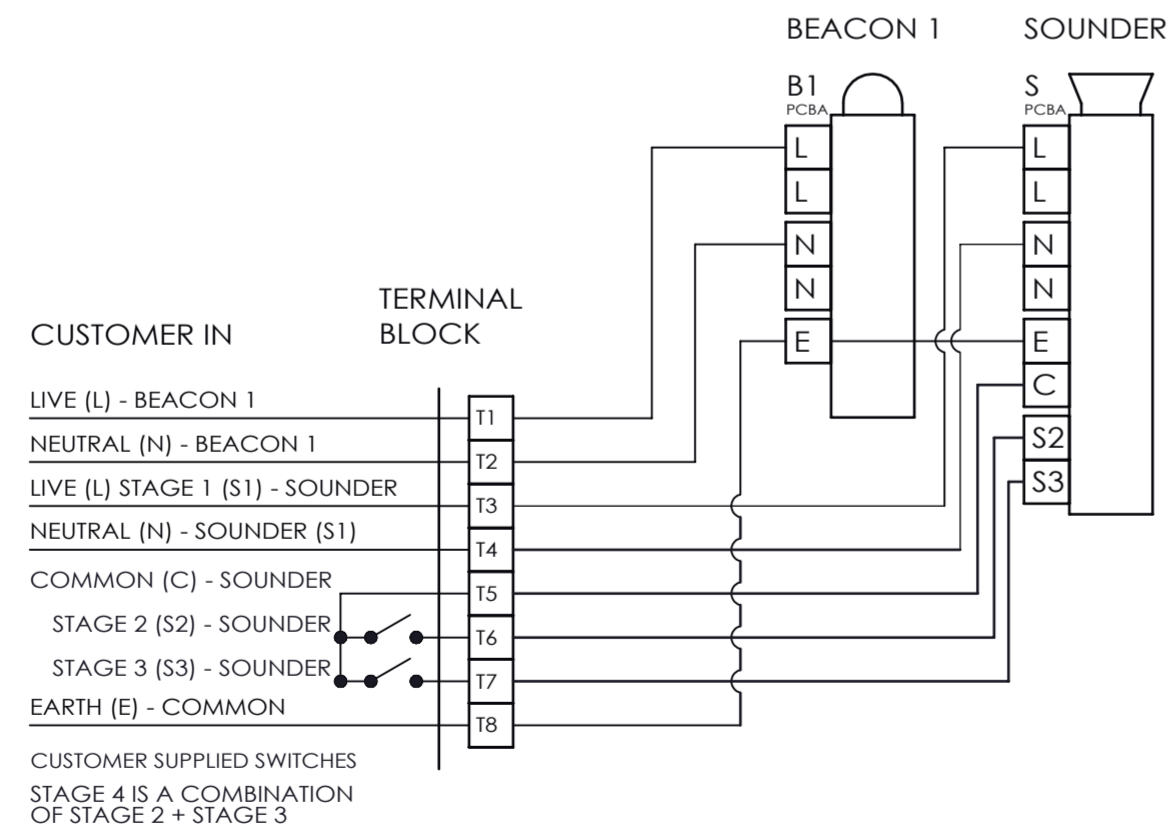 BEACON 1
SOUNDER
B1
PCBA
L
L
N
N
E
S
PCBA
L
L
N
N
E
C
S2
S3
TERMINAL
BLOCK
CUSTOMER IN
LIVE (L) - BEACON 1
T1
NEUTRAL (N) - BEACON 1
T2
LIVE (L) STAGE 1 (S1) - SOUNDER
T3
NEUTRAL (N) - SOUNDER (S1)
T4
COMMON (C) - SOUNDER
T5
STAGE 2 (S2) - SOUNDER
T6
STAGE 3 (S3) - SOUNDER
T7
EARTH (E) - COMMON
T8
CUSTOMER SUPPLIED SWITCHES
STAGE 4 IS A COMBINATION
OF STAGE 2 + STAGE 3